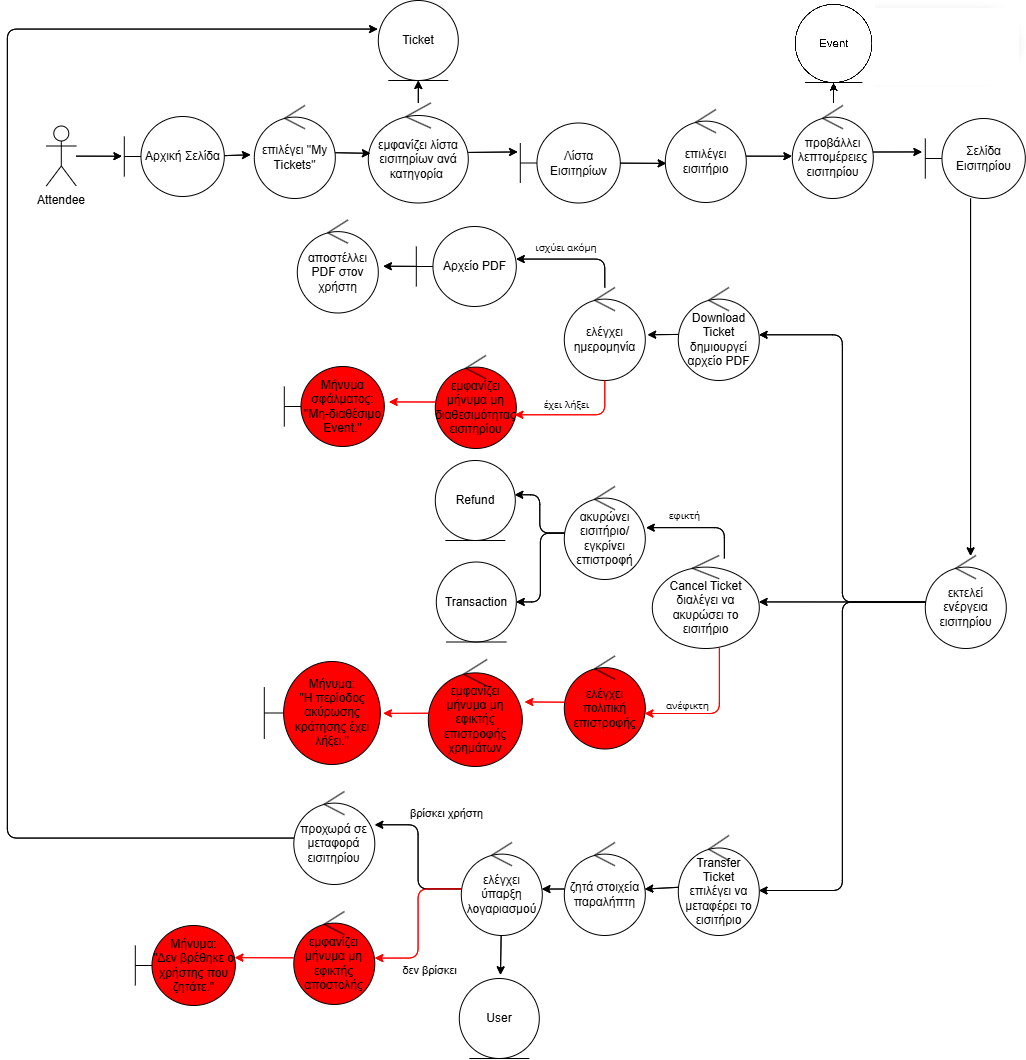 Ticket
Event
Attendee
Αρχική Σελίδα
επιλέγει "My
Tickets"
εμφανίζει λίστα
εισιτηρίων ανά
κατηγορία
Λίστα
Εισιτηρίων
επιλέγει
εισιτήριο
προβάλλει
λεπτομέρειες
εισιτηρίου
Σελίδα
Εισιτηρίου
αποστέλλει
PDF στον
χρήστη
Αρχείο PDF
ισχύει ακόμη
ελέγχει
ημερομηνία
Download
Ticket
δημιουργεί
αρχείο PDF
Μήνυμα
σφάλματος:
"Μη-διαθέσιμο
Event."
εμφανίζει
μήνυμα μη
διαθεσιμότητας
εισιτηρίου
έχει λήξει
Refund
Transaction
ακυρώνει
εισιτήριο/
εγκρίνει
επιστροφή
εφικτή
Cancel Ticket
διαλέγει να
ακυρώσει το
εισιτήριο
εκτελεί
ενέργεια
εισιτηρίου
Μήνυμα:
"Η περίοδος
ακύρωσης
κράτησης έχει
λήξει."
εμφανίζει
μήνυμα μη
εφικτής
επιστροφής
χρημάτων
ελέγχει
πολιτική
επιστροφής
ανέφικτη
προχωρά σε
μεταφορά
εισιτηρίου
βρίσκει χρήστη
ελέγχει
ύπαρξη
λογαριασμού
ζητά στοιχεία
παραλήπτη
Transfer
Ticket
επιλέγει να
μεταφέρει το
εισιτήριο
Μήνυμα:
"Δεν βρέθηκε ο
χρήστης που
ζητάτε."
εμφανίζει
μήνυμα μη
εφικτής
αποστολής
δεν βρίσκει
User